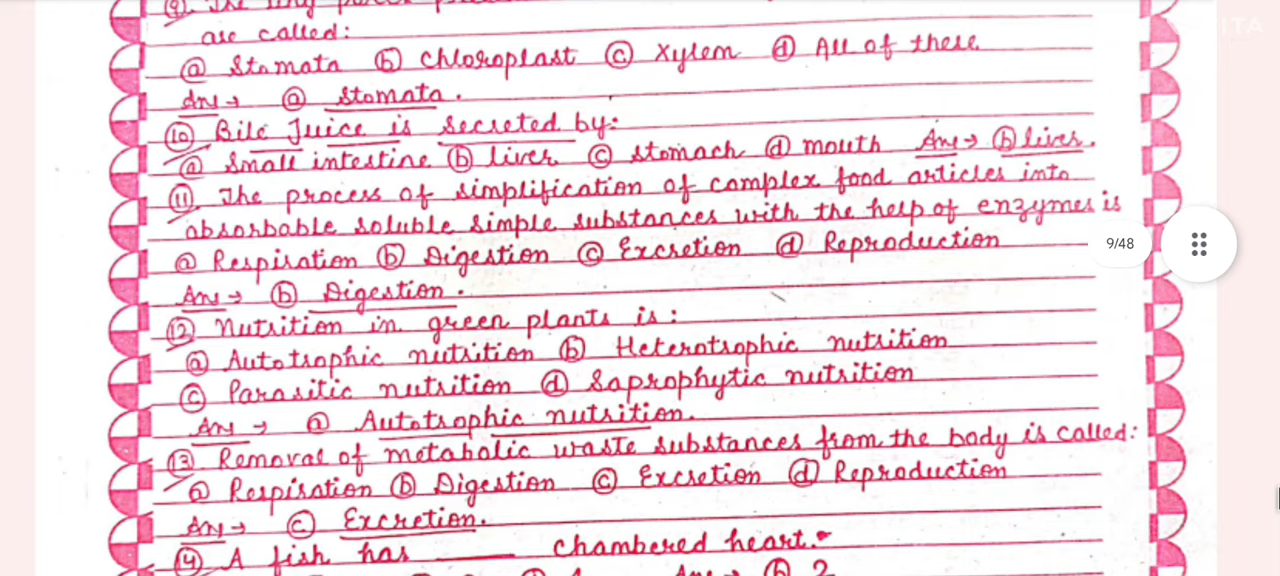 are called:
ⓐ Stomata ⓑ Chloroplast ⓒ Xylem ⓓ All of these
Ans→ ⓐ Stomata.
⑩ Bile Juice is secreted by:
ⓐ Small intestine ⓑ liver ⓒ stomach ⓓ mouth Ans→ ⓑ liver.
⑪ The process of simplification of complex food articles into
absorbable soluble simple substances with the help of enzymes is
ⓐ Respiration ⓑ Digestion ⓒ Excretion ⓓ Reproduction
9/48
Ans→ ⓑ Digestion.
⑫ Nutrition in green plants is:
ⓐ Autotrophic nutrition ⓑ Heterotrophic nutrition
ⓒ Parasitic nutrition ⓓ Saprophytic nutrition
Ans→ ⓐ Autotrophic nutrition.
⑬ Removal of metabolic waste substances from the body is called:
ⓐ Respiration ⓑ Digestion ⓒ Excretion ⓓ Reproduction
Ans→ ⓒ Excretion.
⑭ A fish has ____ chambered heart.
Ans→ ⓑ 2